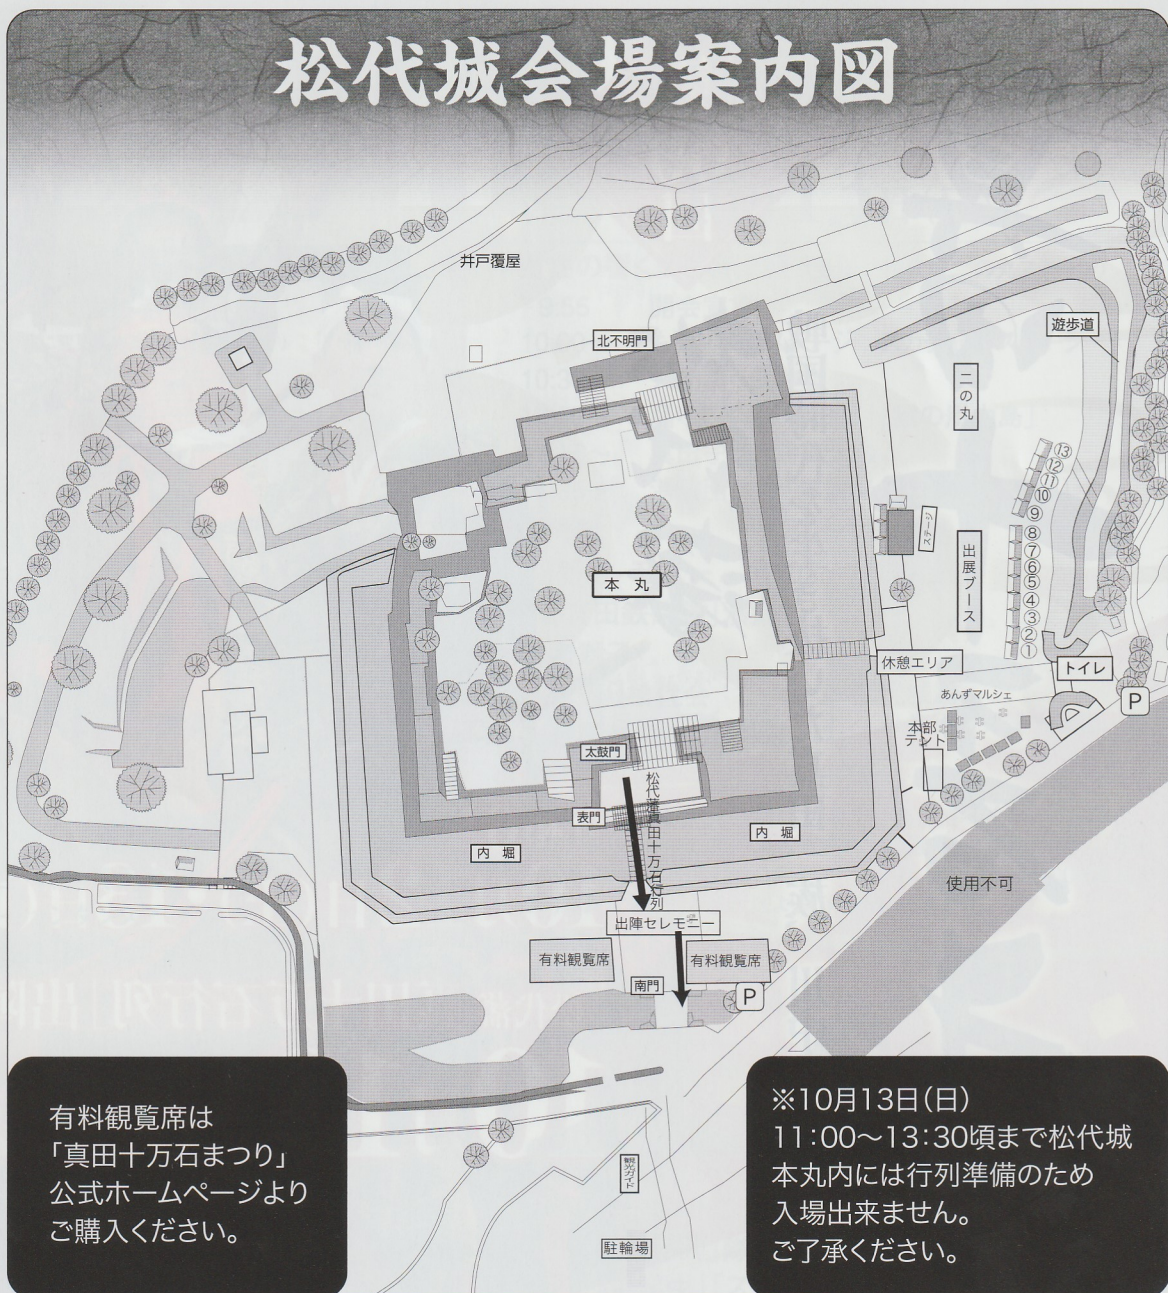 松代城会場案内図
井戸覆屋
北不明門
遊歩道
二の丸
⑬
⑫
⑪
⑩
⑨
⑧
⑦
⑥
⑤
④
③
②
①
ステージ
出展ブース
本 丸
休憩エリア
トイレ
あんずマルシェ
P
本部
テント
太鼓門
松代藩真田十万石行列
表門
内 堀
内 堀
使用不可
出陣セレモニー
有料観覧席
有料観覧席
南門
P
有料観覧席は
「真田十万石まつり」
公式ホームページより
ご購入ください。
※10月13日(日)
11:00〜13:30頃まで松代城
本丸内には行列準備のため
入場出来ません。
ご了承ください。
観光ガイド
駐輪場